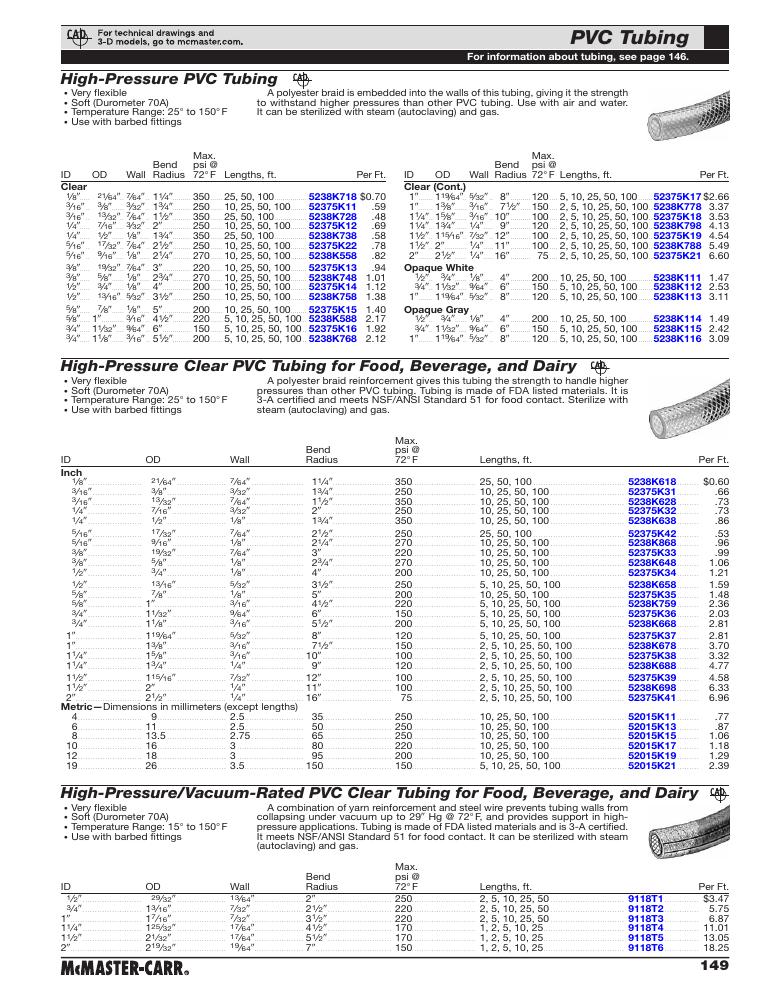 CAD
For technical drawings and
3-D models, go to mcmaster.com.
PVC Tubing
For information about tubing, see page 146.
High-Pressure PVC Tubing CAD
• Very flexible
• Soft (Durometer 70A)
• Temperature Range: 25° to 150° F
• Use with barbed fittings
A polyester braid is embedded into the walls of this tubing, giving it the strength
to withstand higher pressures than other PVC tubing. Use with air and water.
It can be sterilized with steam (autoclaving) and gas.
Max.
Bend psi @
ID OD Wall Radius 72° F Lengths, ft. Per Ft.
Clear
1/8" 21/64" 7/64" 1 1/4" 350 25, 50, 100 5238K718 $0.70
3/16" 3/8" 3/32" 1 3/4" 250 10, 25, 50, 100 52375K11 .59
3/16" 13/32" 7/64" 1 1/2" 350 25, 50, 100 5238K728 .48
1/4" 7/16" 3/32" 2" 250 10, 25, 50, 100 52375K12 .69
1/4" 1/2" 1/8" 1 3/4" 350 25, 50, 100 5238K738 .58
5/16" 17/32" 7/64" 2 1/2" 250 10, 25, 50, 100 52375K22 .78
5/16" 9/16" 1/8" 2 1/4" 270 10, 25, 50, 100 5238K558 .82
3/8" 19/32" 7/64" 3" 220 10, 25, 50, 100 52375K13 .94
3/8" 5/8" 1/8" 2 3/4" 270 10, 25, 50, 100 5238K748 1.01
1/2" 3/4" 1/8" 4" 200 10, 25, 50, 100 52375K14 1.12
1/2" 13/16" 5/32" 3 1/2" 250 10, 25, 50, 100 5238K758 1.38
5/8" 7/8" 1/8" 5" 200 10, 25, 50, 100 52375K15 1.40
5/8" 1" 3/16" 4 1/2" 220 5, 10, 25, 50, 100 5238K588 2.17
3/4" 1 1/32" 9/64" 6" 150 5, 10, 25, 50, 100 52375K16 1.92
3/4" 1 1/8" 3/16" 5 1/2" 200 5, 10, 25, 50, 100 5238K768 2.12
Max.
Bend psi @
ID OD Wall Radius 72° F Lengths, ft. Per Ft.
Clear (Cont.)
1" 1 19/64" 5/32" 8" 120 5, 10, 25, 50, 100 52375K17 $2.66
1" 1 3/8" 3/16" 7 1/2" 150 2, 5, 10, 25, 50, 100 5238K778 3.37
1 1/4" 1 5/8" 3/16" 10" 100 2, 5, 10, 25, 50, 100 52375K18 3.53
1 1/4" 1 3/4" 1/4" 9" 120 2, 5, 10, 25, 50, 100 5238K798 4.13
1 1/2" 1 15/16" 7/32" 12" 100 2, 5, 10, 25, 50, 100 52375K19 4.54
1 1/2" 2" 1/4" 11" 100 2, 5, 10, 25, 50, 100 5238K788 5.49
2" 2 1/2" 1/4" 16" 75 2, 5, 10, 25, 50, 100 52375K21 6.60
Opaque White
1/2" 3/4" 1/8" 4" 200 10, 25, 50, 100 5238K111 1.47
3/4" 1 1/32" 9/64" 6" 150 5, 10, 25, 50, 100 5238K112 2.53
1" 1 19/64" 5/32" 8" 120 5, 10, 25, 50, 100 5238K113 3.11
Opaque Gray
1/2" 3/4" 1/8" 4" 200 10, 25, 50, 100 5238K114 1.49
3/4" 1 1/32" 9/64" 6" 150 5, 10, 25, 50, 100 5238K115 2.42
1" 1 19/64" 5/32" 8" 120 5, 10, 25, 50, 100 5238K116 3.09
High-Pressure Clear PVC Tubing for Food, Beverage, and Dairy CAD
• Very flexible
• Soft (Durometer 70A)
• Temperature Range: 25° to 150° F
• Use with barbed fittings
A polyester braid reinforcement gives this tubing the strength to handle higher
pressures than other PVC tubing. Tubing is made of FDA listed materials. It is
3-A certified and meets NSF/ANSI Standard 51 for food contact. Sterilize with
steam (autoclaving) and gas.
Max.
Bend psi @
ID OD Wall Radius 72° F Lengths, ft. Per Ft.
Inch
1/8" 21/64" 7/64" 1 1/4" 350 25, 50, 100 5238K618 $0.60
3/16" 3/8" 3/32" 1 3/4" 250 10, 25, 50, 100 52375K31 .66
3/16" 13/32" 7/64" 1 1/2" 350 10, 25, 50, 100 5238K628 .73
1/4" 7/16" 3/32" 2" 250 10, 25, 50, 100 52375K32 .73
1/4" 1/2" 1/8" 1 3/4" 350 10, 25, 50, 100 5238K638 .86
5/16" 17/32" 7/64" 2 1/2" 250 25, 50, 100 52375K42 .53
5/16" 9/16" 1/8" 2 1/4" 270 10, 25, 50, 100 5238K868 .96
3/8" 19/32" 7/64" 3" 220 10, 25, 50, 100 52375K33 .99
3/8" 5/8" 1/8" 2 3/4" 270 10, 25, 50, 100 5238K648 1.06
1/2" 3/4" 1/8" 4" 200 10, 25, 50, 100 52375K34 1.21
1/2" 13/16" 5/32" 3 1/2" 250 5, 10, 25, 50, 100 5238K658 1.59
5/8" 7/8" 1/8" 5" 200 10, 25, 50, 100 52375K35 1.48
5/8" 1" 3/16" 4 1/2" 220 5, 10, 25, 50, 100 5238K759 2.36
3/4" 1 1/32" 9/64" 6" 150 5, 10, 25, 50, 100 52375K36 2.03
3/4" 1 1/8" 3/16" 5 1/2" 200 5, 10, 25, 50, 100 5238K668 2.81
1" 1 19/64" 5/32" 8" 120 5, 10, 25, 50, 100 52375K37 2.81
1" 1 3/8" 3/16" 7 1/2" 150 2, 5, 10, 25, 50, 100 5238K678 3.70
1 1/4" 1 5/8" 3/16" 10" 100 2, 5, 10, 25, 50, 100 52375K38 3.32
1 1/4" 1 3/4" 1/4" 9" 120 2, 5, 10, 25, 50, 100 5238K688 4.77
1 1/2" 1 15/16" 7/32" 12" 100 2, 5, 10, 25, 50, 100 52375K39 4.58
1 1/2" 2" 1/4" 11" 100 2, 5, 10, 25, 50, 100 5238K698 6.33
2" 2 1/2" 1/4" 16" 75 2, 5, 10, 25, 50, 100 52375K41 6.96
Metric—Dimensions in millimeters (except lengths)
4 9 2.5 35 250 10, 25, 50, 100 52015K11 .77
6 11 2.5 50 250 10, 25, 50, 100 52015K13 .87
8 13.5 2.75 65 250 10, 25, 50, 100 52015K15 1.06
10 16 3 80 220 10, 25, 50, 100 52015K17 1.18
12 18 3 95 200 10, 25, 50, 100 52015K19 1.29
19 26 3.5 150 150 5, 10, 25, 50, 100 52015K21 2.39
High-Pressure/Vacuum-Rated PVC Clear Tubing for Food, Beverage, and Dairy CAD
• Very flexible
• Soft (Durometer 70A)
• Temperature Range: 15° to 150° F
• Use with barbed fittings
A combination of yarn reinforcement and steel wire prevents tubing walls from
collapsing under vacuum up to 29" Hg @ 72° F, and provides support in high-
pressure applications. Tubing is made of FDA listed materials and is 3-A certified.
It meets NSF/ANSI Standard 51 for food contact. It can be sterilized with steam
(autoclaving) and gas.
Max.
Bend psi @
ID OD Wall Radius 72° F Lengths, ft. Per Ft.
1/2" 29/32" 13/64" 2" 250 2, 5, 10, 25, 50 9118T1 $3.47
3/4" 1 3/16" 7/32" 2 1/2" 220 2, 5, 10, 25, 50 9118T2 5.75
1" 1 7/16" 7/32" 3 1/2" 220 2, 5, 10, 25, 50 9118T3 6.87
1 1/4" 1 25/32" 17/64" 4 1/2" 170 1, 2, 5, 10, 25 9118T4 11.01
1 1/2" 2 1/32" 17/64" 5 1/2" 170 1, 2, 5, 10, 25 9118T5 13.05
2" 2 19/32" 19/64" 7" 150 1, 2, 5, 10, 25 9118T6 18.25
McMASTER-CARR®
149